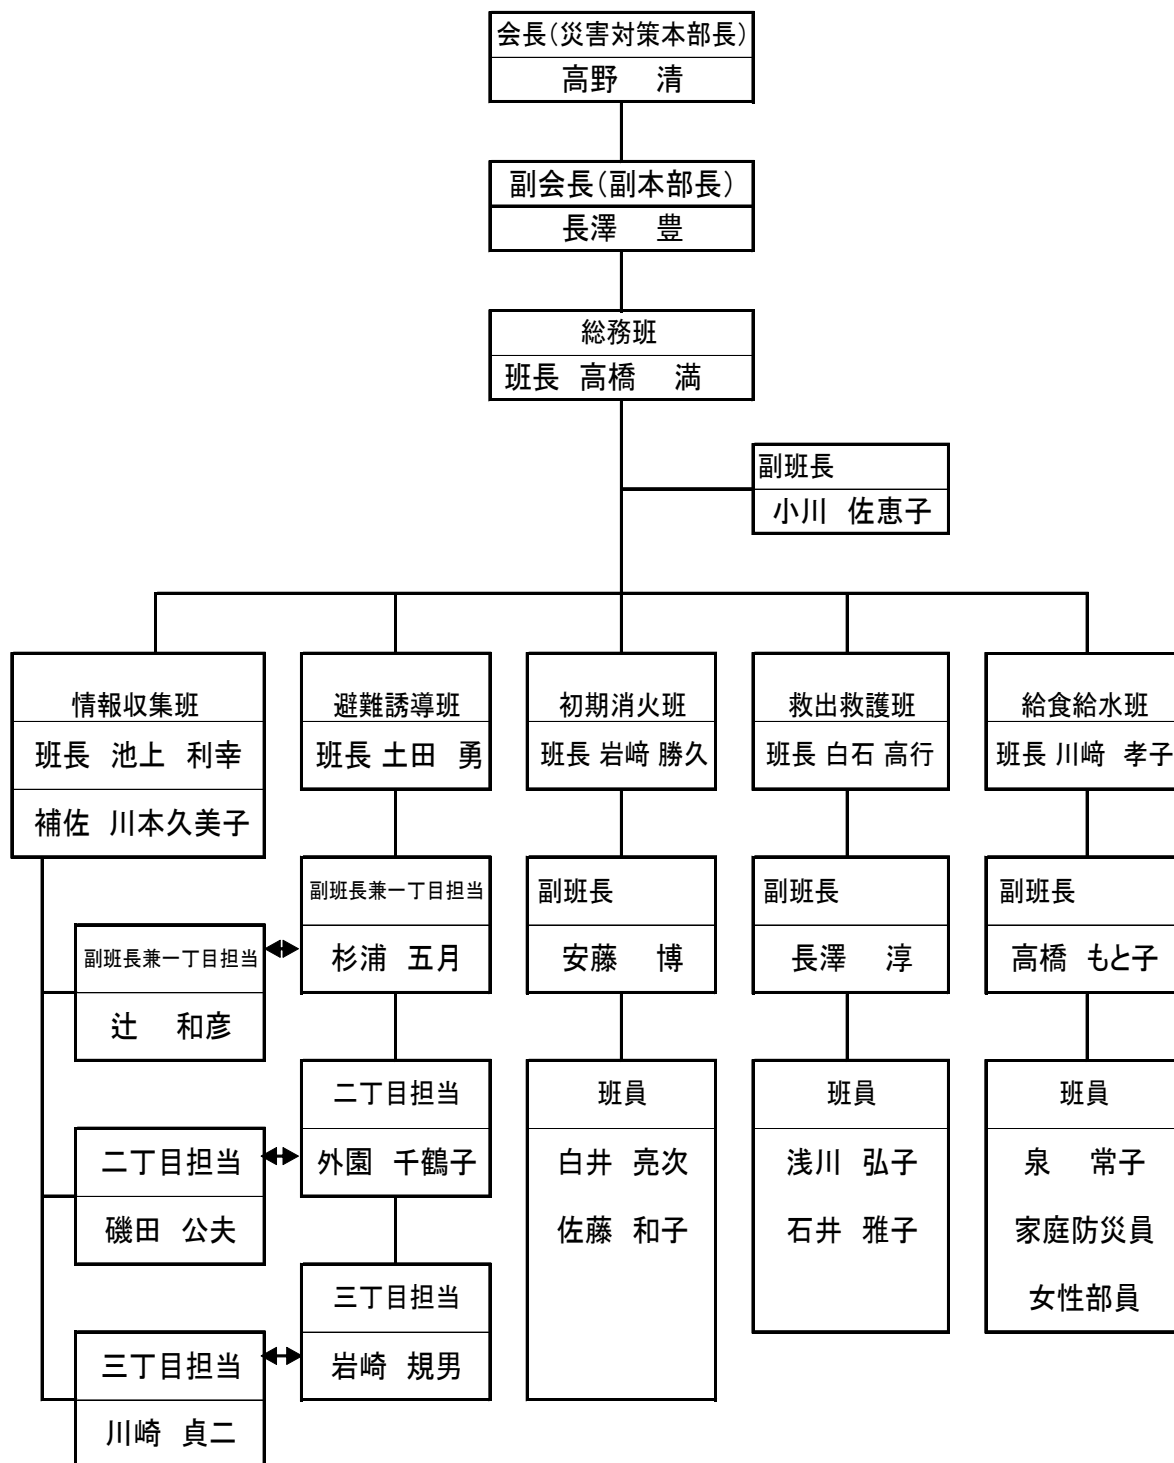 会長(災害対策本部長)
高野 清
副会長(副本部長)
長澤 豊
総務班
班長 高橋 満
副班長
小川 佐恵子
情報収集班
班長 池上 利幸
補佐 川本久美子
副班長兼一丁目担当
辻 和彦
二丁目担当
磯田 公夫
三丁目担当
川崎 貞二
避難誘導班
班長 土田 勇
副班長兼一丁目担当
杉浦 五月
二丁目担当
外園 千鶴子
三丁目担当
岩崎 規男
初期消火班
班長 岩﨑 勝久
副班長
安藤 博
班員
白井 亮次
佐藤 和子
救出救護班
班長 白石 高行
副班長
長澤 淳
班員
浅川 弘子
石井 雅子
給食給水班
班長 川﨑 孝子
副班長
高橋 もと子
班員
泉 常子
家庭防災員
女性部員